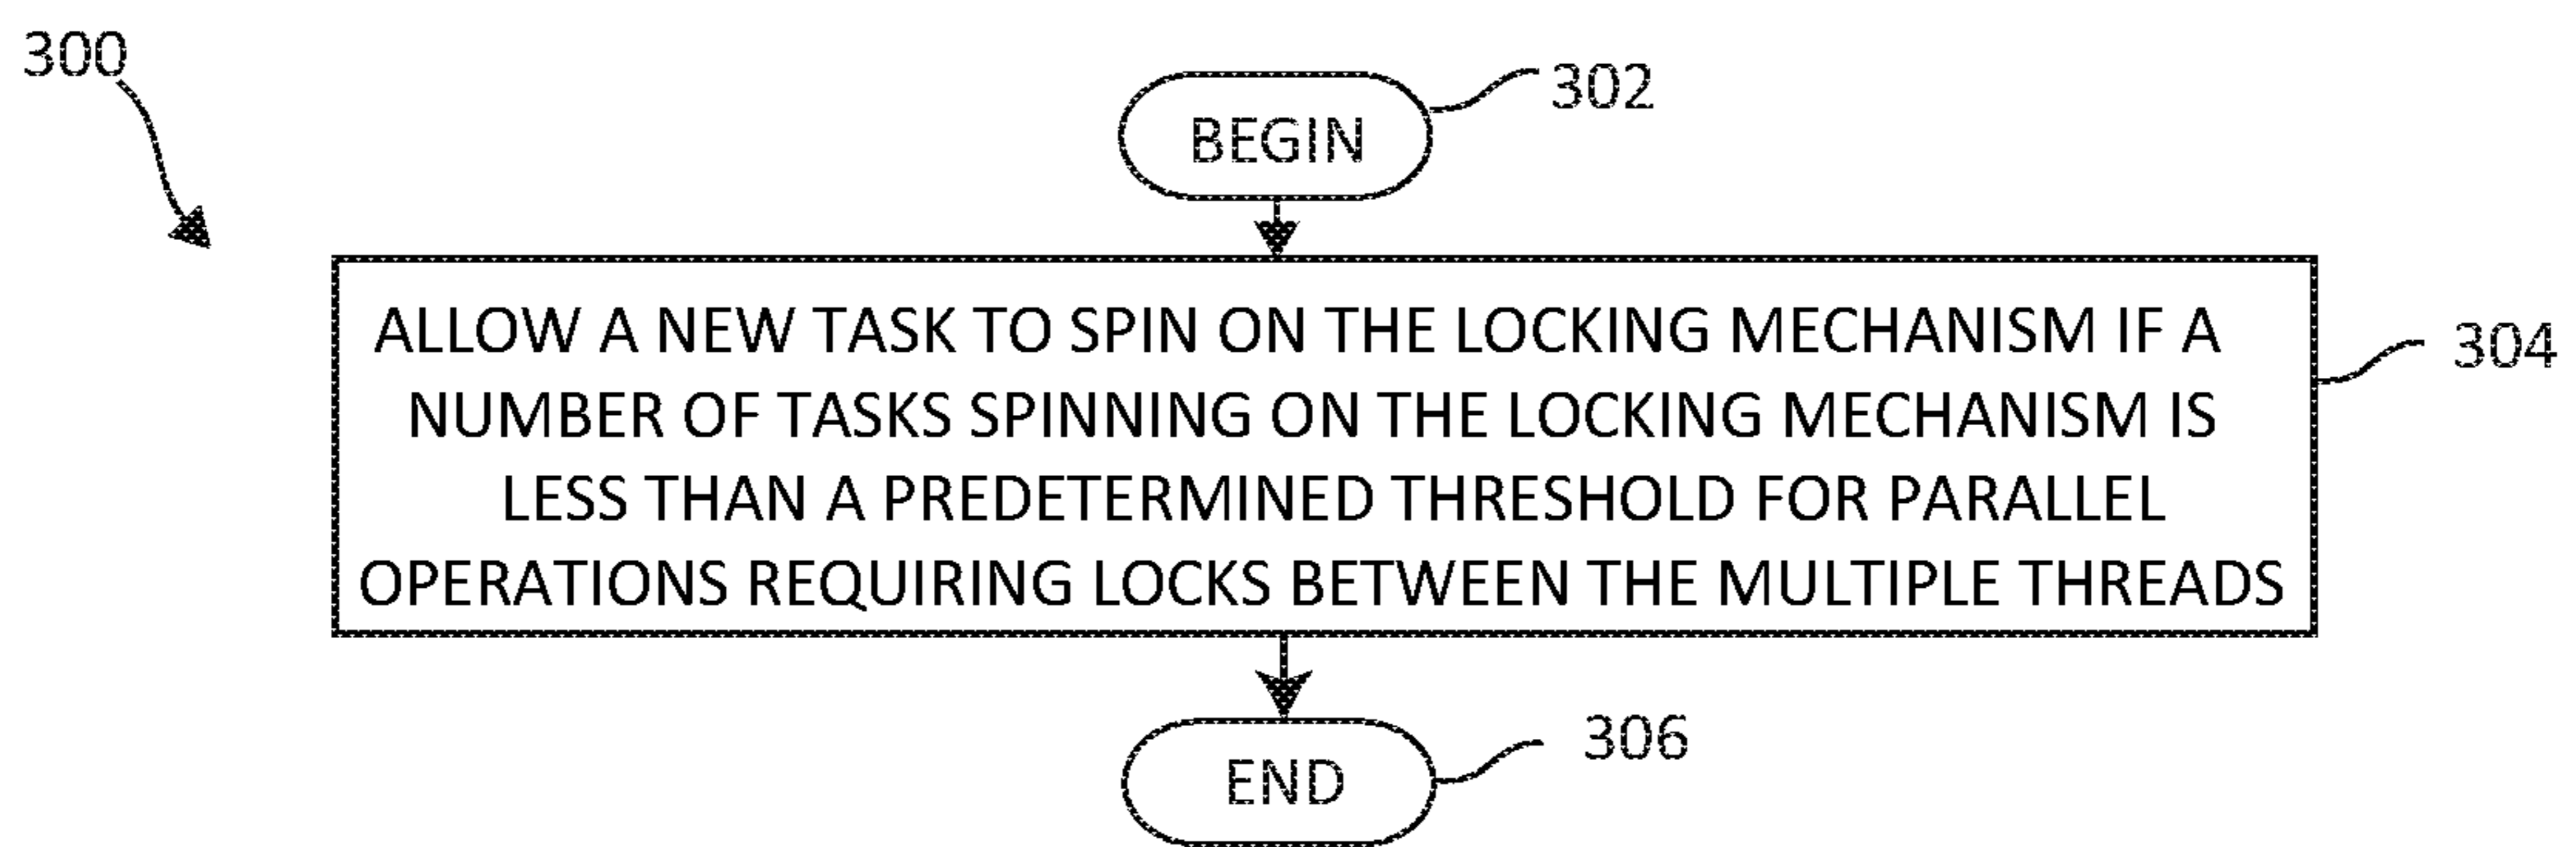 300
302
BEGIN
ALLOW A NEW TASK TO SPIN ON THE LOCKING MECHANISM IF A
NUMBER OF TASKS SPINNING ON THE LOCKING MECHANISM IS
LESS THAN A PREDETERMINED THRESHOLD FOR PARALLEL
OPERATIONS REQUIRING LOCKS BETWEEN THE MULTIPLE THREADS
304
306
END